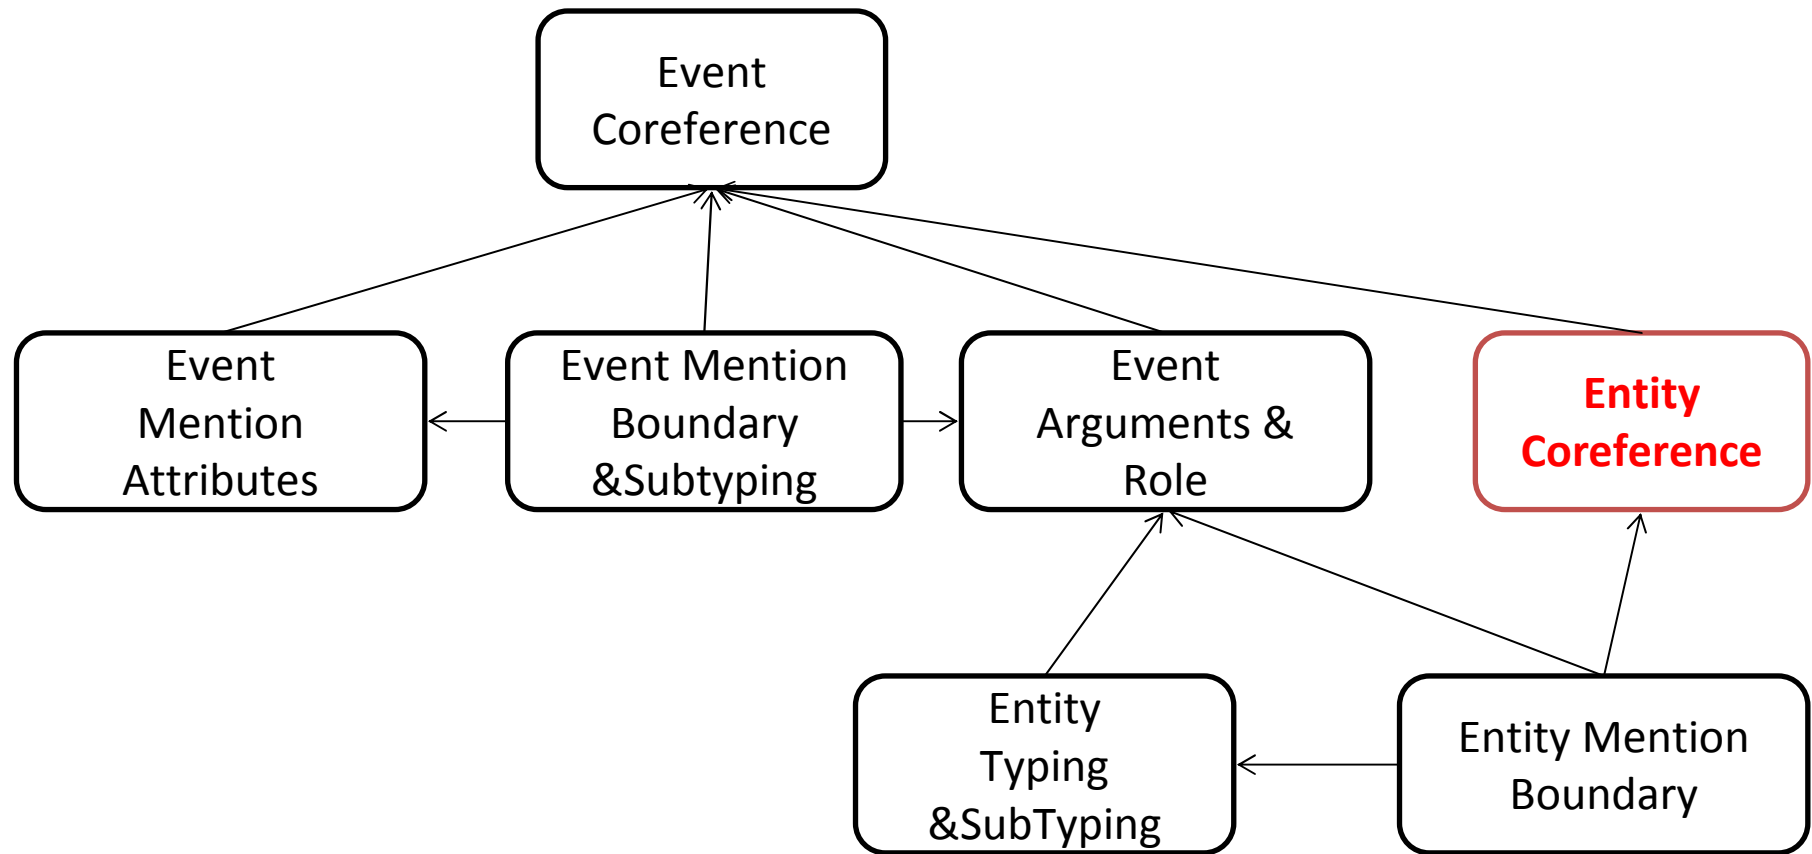 Event
Coreference
Event
Mention
Attributes
Event Mention
Boundary
&Subtyping
Event
Arguments &
Role
Entity
Coreference
Entity
Typing
&SubTyping
Entity Mention
Boundary